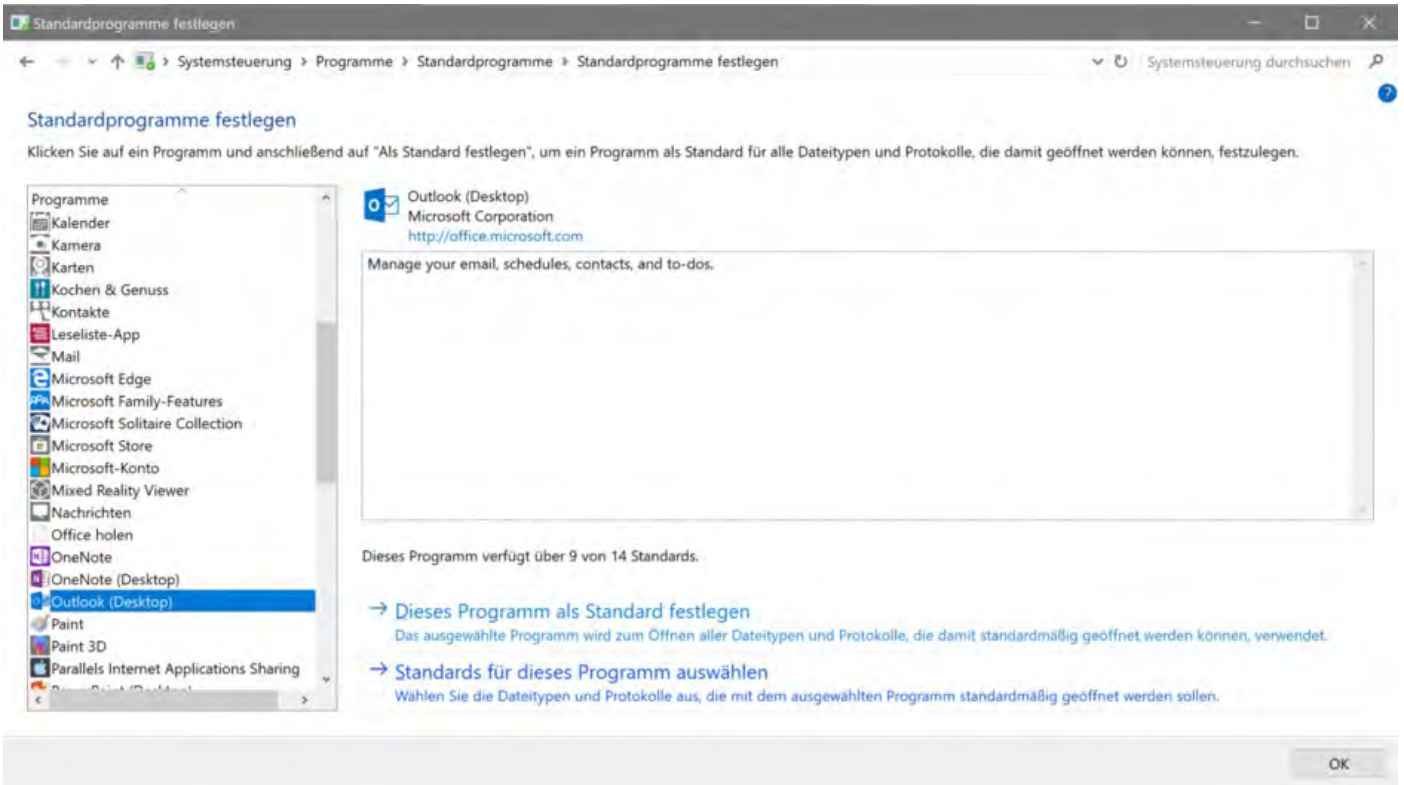 Standardprogramme festlegen
Systemsteuerung > Programme > Standardprogramme > Standardprogramme festlegen
Systemsteuerung durchsuchen
Standardprogramme festlegen
Klicken Sie auf ein Programm und anschließend auf "Als Standard festlegen", um ein Programm als Standard für alle Dateitypen und Protokolle, die damit geöffnet werden können, festzulegen.
Programme
Kalender
Kamera
Karten
Kochen & Genuss
Kontakte
Leseliste-App
Mail
Microsoft Edge
Microsoft Family-Features
Microsoft Solitaire Collection
Microsoft Store
Microsoft-Konto
Mixed Reality Viewer
Nachrichten
Office holen
OneNote
OneNote (Desktop)
Outlook (Desktop)
Paint
Paint 3D
Parallels Internet Applications Sharing
Outlook (Desktop)
Microsoft Corporation
http://office.microsoft.com
Manage your email, schedules, contacts, and to-dos.
Dieses Programm verfügt über 9 von 14 Standards.
Dieses Programm als Standard festlegen
Das ausgewählte Programm wird zum Öffnen aller Dateitypen und Protokolle, die damit standardmäßig geöffnet werden können, verwendet.
Standards für dieses Programm auswählen
Wählen Sie die Dateitypen und Protokolle aus, die mit dem ausgewählten Programm standardmäßig geöffnet werden sollen.
OK